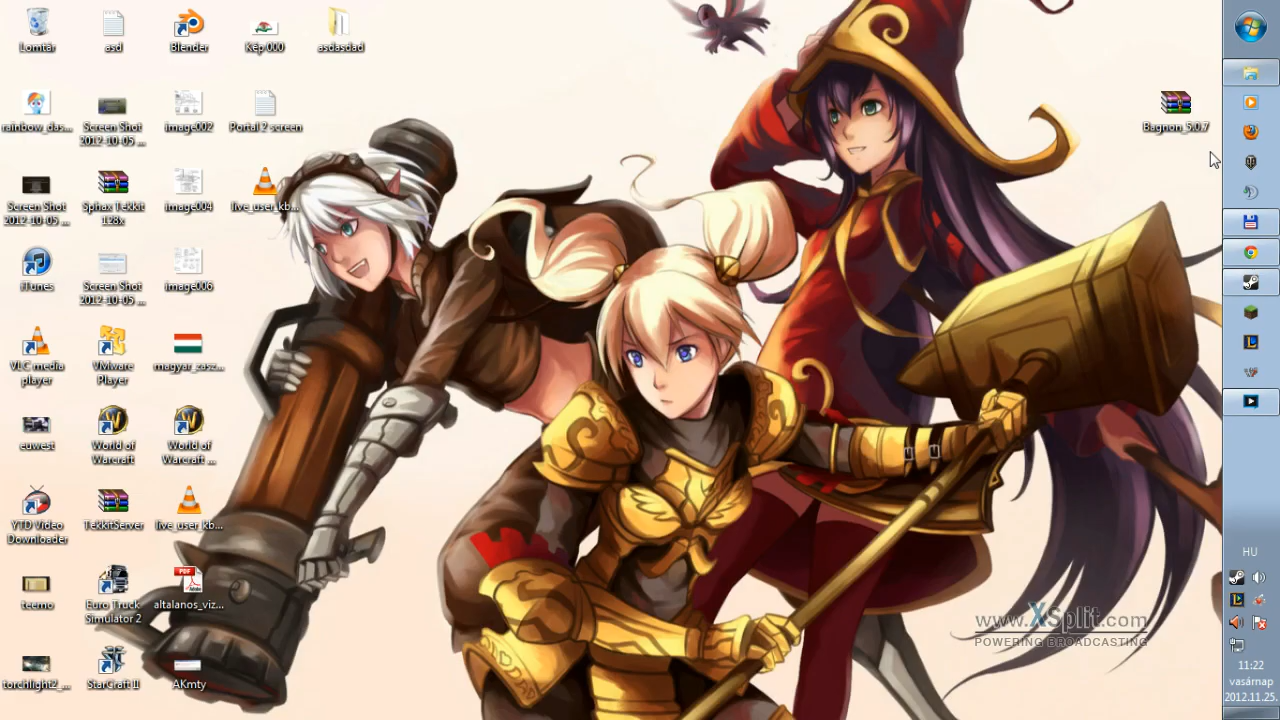 Lomtár
asd
Blender
Kép 000
asdasdad
rainbow_das...
Screen Shot
2012-10-05 ...
image002
Portal 2 screen
Bagnon_5.0.7
Screen Shot
2012-10-05 ...
Sphax Tekkit
128x
image004
live_user_kb...
iTunes
Screen Shot
2012-10-05 ...
image006
VLC media
player
VMware
Player
magyar_zasz...
euwest
World of
Warcraft
World of
Warcraft ...
YTD Video
Downloader
TekkitServer
live_user_kb...
teemo
Euro Truck
Simulator 2
PDF
Adobe
altalanos_viz...
torchlight2_...
StarCraft II
AKmty
www.XSplit.com
POWERING BROADCASTING
HU
11:22
vasárnap
2012.11.25.